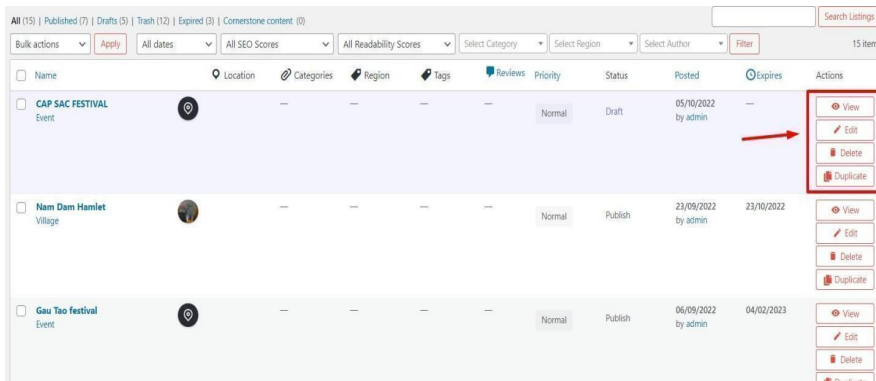 All (15) | Published (7) | Drafts (5) | Trash (12) | Expired (3) | Cornerstone content (0)
Search Listings
Bulk actions Apply All dates All SEO Scores All Readability Scores Select Category Select Region Select Author Filter 15 item
Name Location Categories Region Tags Reviews Priority Status Posted Expires Actions
CAP SAC FESTIVAL — — — — Normal Draft 05/10/2022 — View
Event by admin Edit
Delete
Duplicate
Nam Dam Hamlet — — — — Normal Publish 23/09/2022 23/10/2022 View
Village by admin Edit
Delete
Duplicate
Gau Tao festival — — — — Normal Publish 06/09/2022 04/02/2023 View
Event by admin Edit
Delete